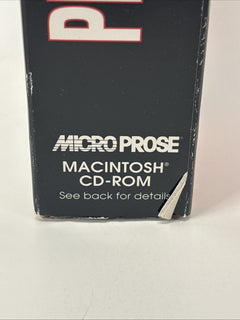 MICROPROSE
MACINTOSH®
CD-ROM
See back for details